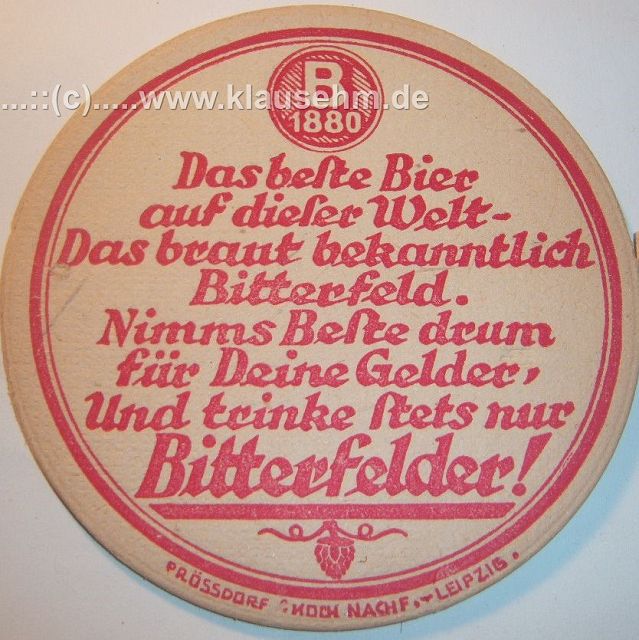 ...::(c).....www.klausehm.de
B
1880
Das beſte Bier
auf dieſer Welt-
Das braut bekanntlich
Bitterfeld.
Nimms Beſte drum
für Deine Gelder,
Und trinke ſtets nur
Bitterfelder!
PRÖSSDORF & KOCH NACHF., LEIPZIG.